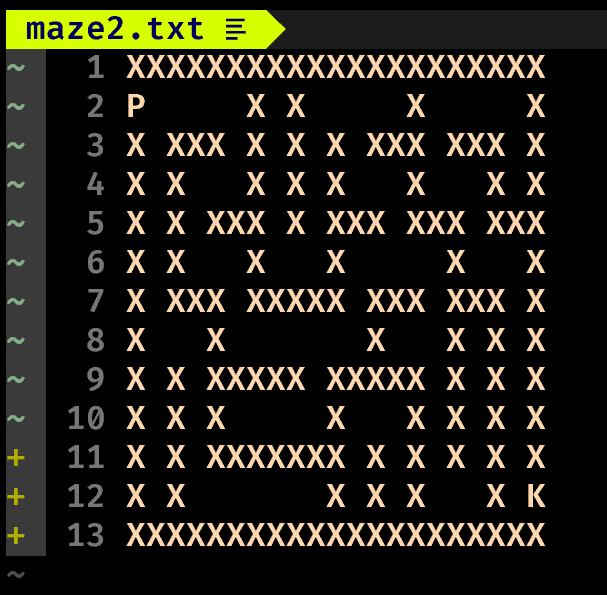 maze2.txt
~ 1 XXXXXXXXXXXXXXXXXXXXX
~ 2 P     X X     X     X
~ 3 X XXX X X X XXX XXX X
~ 4 X X   X X X   X   X X
~ 5 X X XXX X XXX XXX XXX
~ 6 X X   X   X     X   X
~ 7 X XXX XXXXX XXX XXX X
~ 8 X   X       X   X X X
~ 9 X X XXXXX XXXXX X X X
~ 10 X X X     X   X X X X
+ 11 X X XXXXXXX X X X X X
+ 12 X X       X X X   X K
+ 13 XXXXXXXXXXXXXXXXXXXXX
~